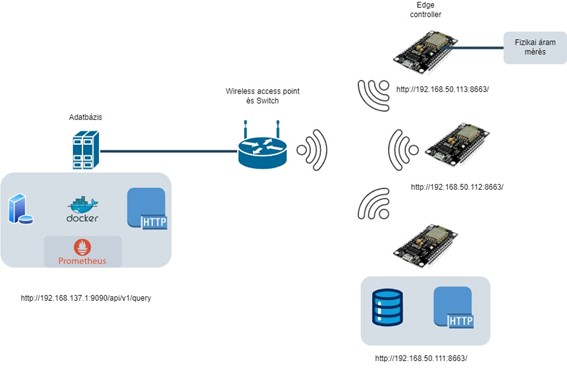 Edge
controller
Fizikai áram
mérés
http://192.168.50.113:8663/
Wireless access point
és Switch
Adatbázis
http://192.168.50.112:8663/
docker
HTTP
Prometheus
http://192.168.137.1:9090/api/v1/query
HTTP
http://192.168.50.111:8663/